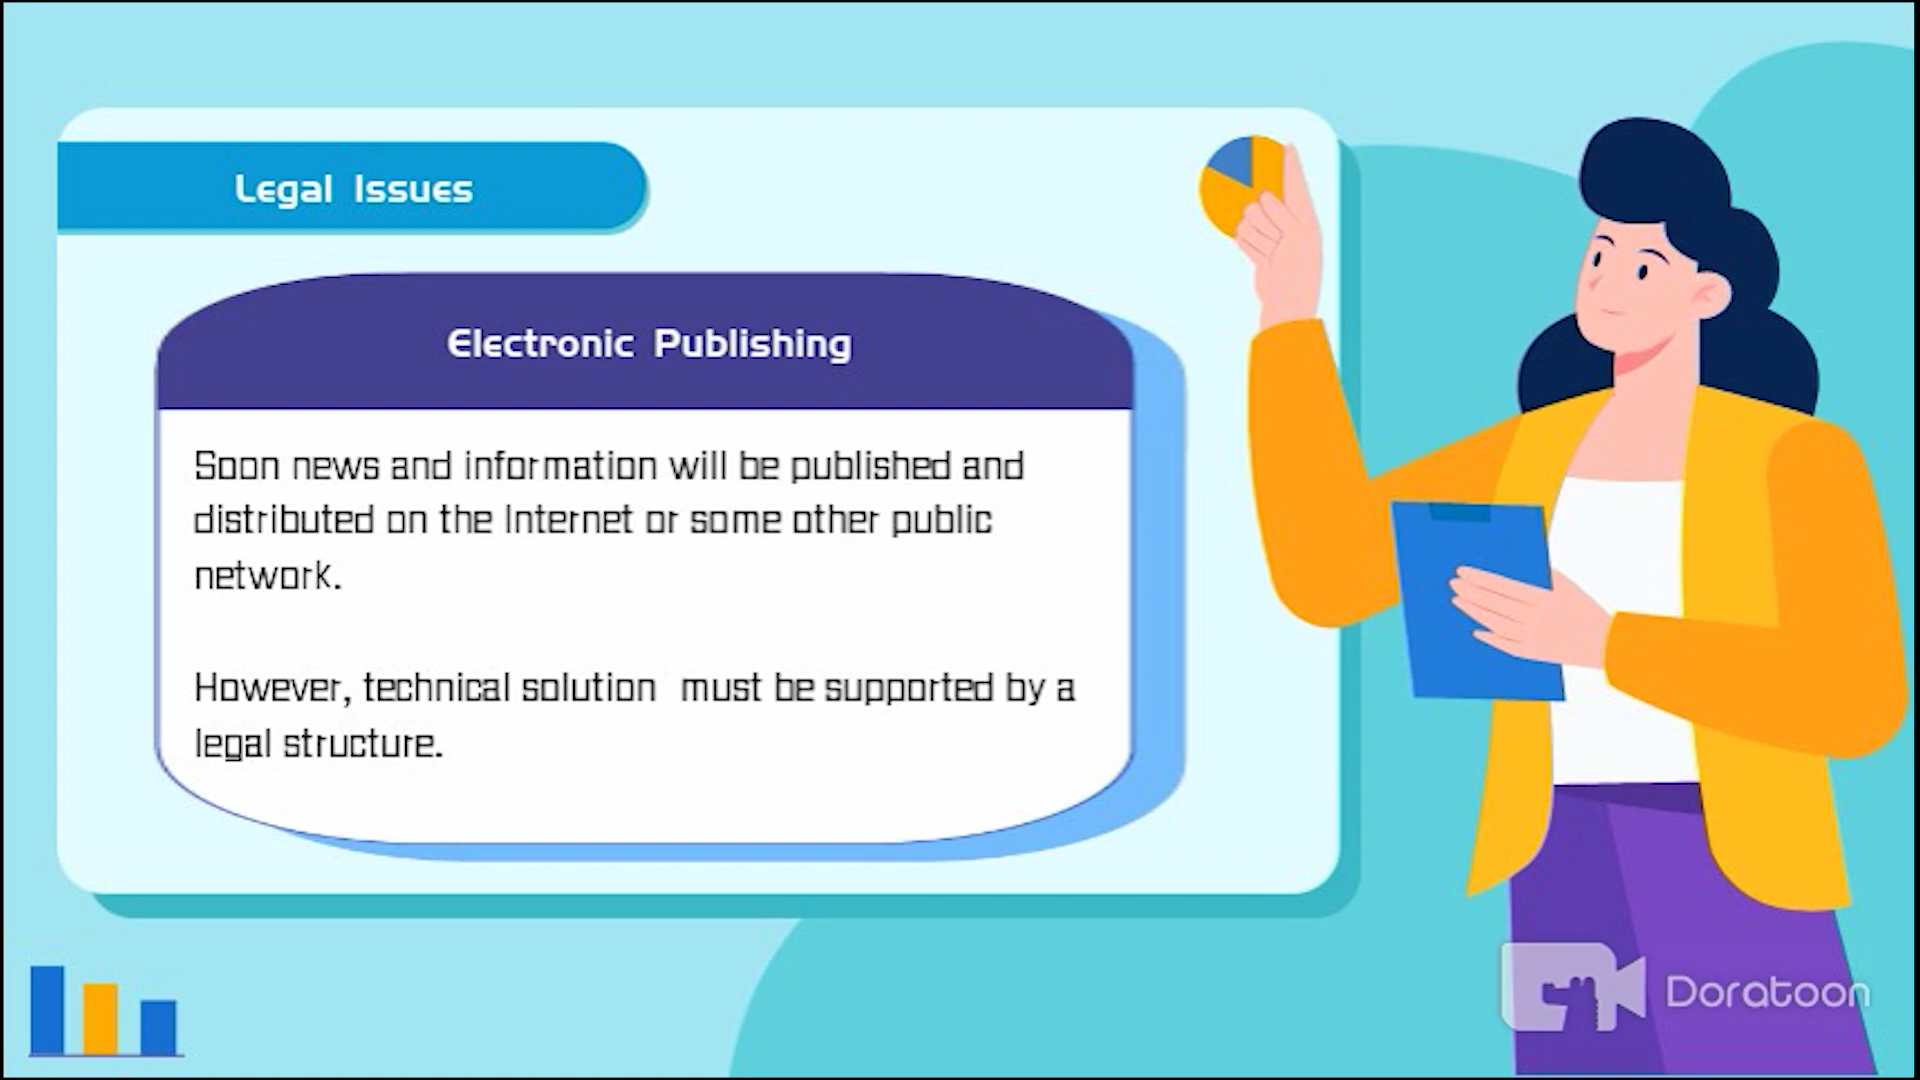 Legal Issues
Electronic Publishing
Soon news and information will be published and
distributed on the Internet or some other public
network.
However, technical solution  must be supported by a
legal structure.
Doratoon